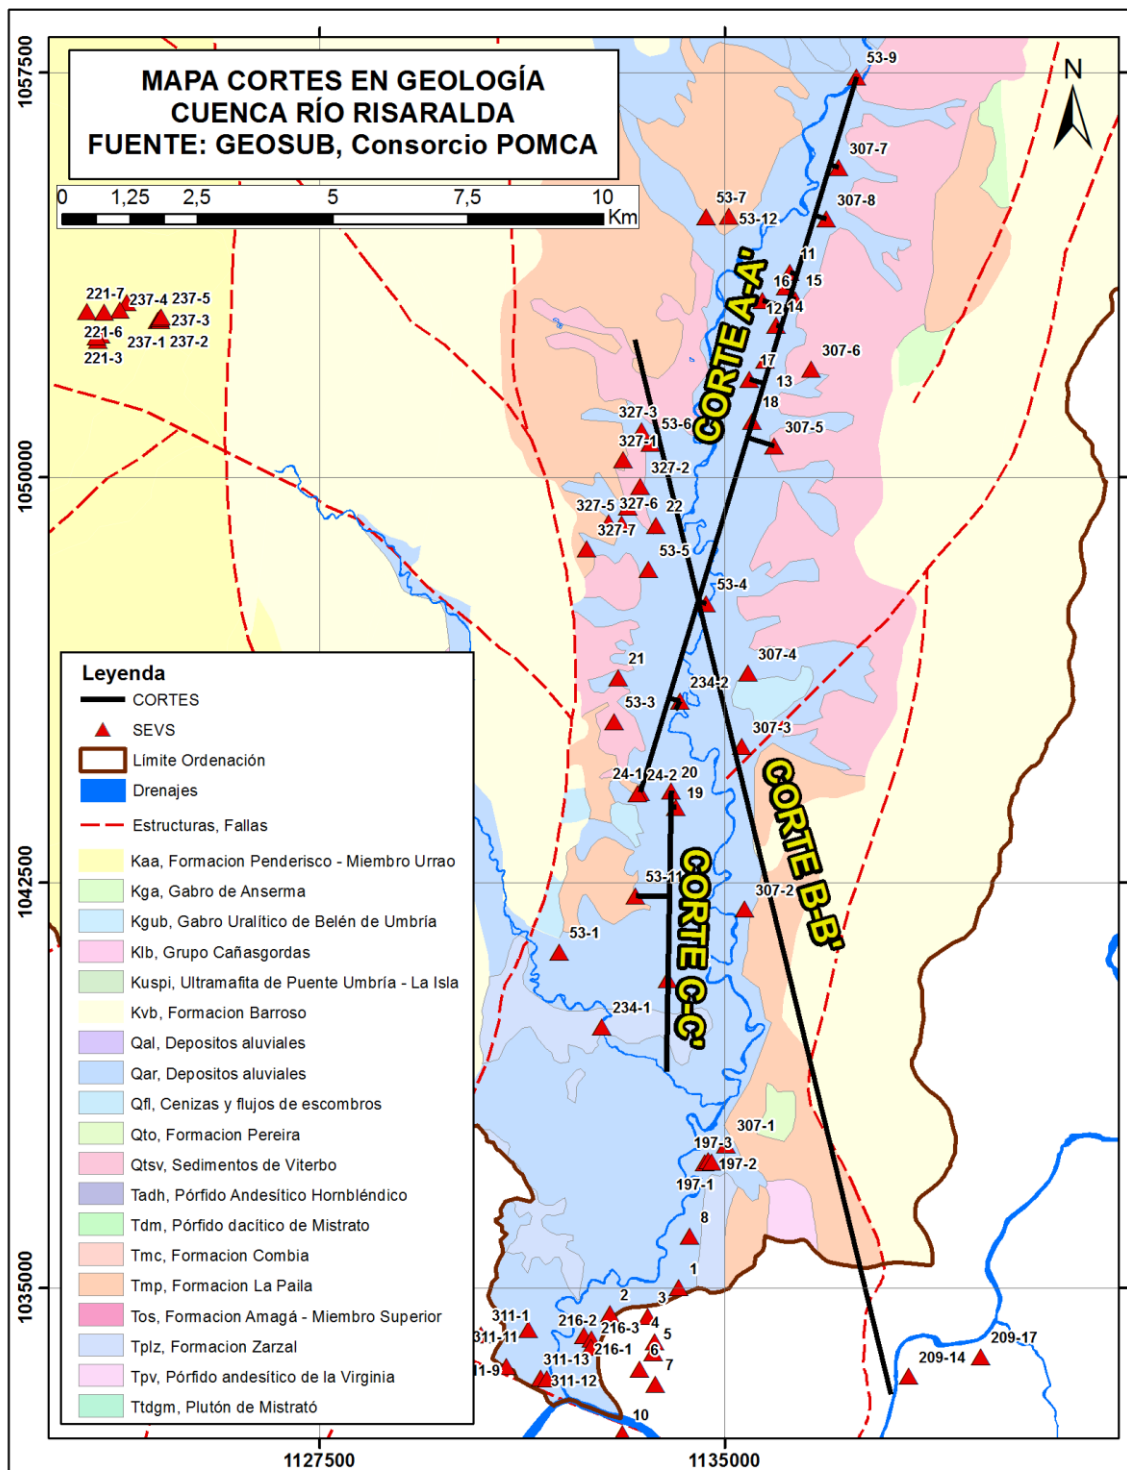 MAPA CORTES EN GEOLOGÍA
CUENCA RÍO RISARALDA
FUENTE: GEOSUB, Consorcio POMCA
0 1,25 2,5 5 7,5 10
Km
N
1057500
1050000
1042500
1035000
1127500
1135000
53-9
307-7
307-8
53-7
53-12
11
16 15
12 14
CORTE A-A'
221-7 237-4 237-5
237-3
221-6 237-1 237-2
221-3
17 307-6
13
18
327-3 53-6
327-1 307-5
327-2
327-5 327-6 22
327-7
53-5
53-4
21 234-2 307-4
53-3
307-3
24-1 24-2 20
19
CORTE B-B'
CORTE C-C'
53-11
307-2
53-1
234-1
307-1
197-3
197-2
197-1
8
1
2 3
311-1 216-2 4
311-11 216-3 5
216-1 6
311-13 7
11-9 311-12
10
209-17
209-14
Leyenda
CORTES
SEVS
Límite Ordenación
Drenajes
Estructuras, Fallas
Kaa, Formacion Penderisco - Miembro Urrao
Kga, Gabro de Anserma
Kgub, Gabro Uralítico de Belén de Umbría
Klb, Grupo Cañasgordas
Kuspi, Ultramafita de Puente Umbría - La Isla
Kvb, Formacion Barroso
Qal, Depositos aluviales
Qar, Depositos aluviales
Qfl, Cenizas y flujos de escombros
Qto, Formacion Pereira
Qtsv, Sedimentos de Viterbo
Tadh, Pórfido Andesítico Hornbléndico
Tdm, Pórfido dacítico de Mistrato
Tmc, Formacion Combia
Tmp, Formacion La Paila
Tos, Formación Amagá - Miembro Superior
Tplz, Formacion Zarzal
Tpv, Pórfido andesítico de la Virginia
Ttdgm, Plutón de Mistrató